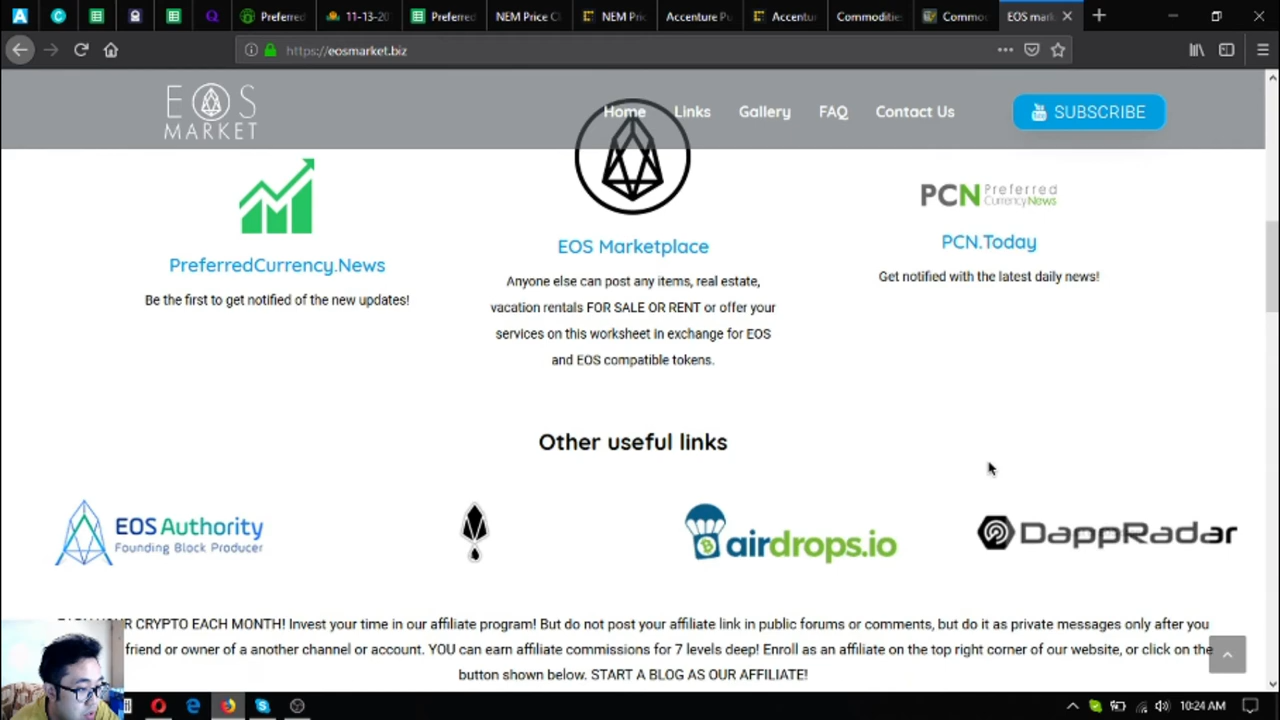 Preferred
11-13-20
Preferred
NEM Price C
NEM Pric
Accenture Pu
Accentur
Commodities
Commo
EOS mark
https://eosmarket.biz
EOS
MARKET
Home
Links
Gallery
FAQ
Contact Us
SUBSCRIBE
PreferredCurrency.News
Be the first to get notified of the new updates!
EOS Marketplace
Anyone else can post any items, real estate,
vacation rentals FOR SALE OR RENT or offer your
services on this worksheet in exchange for EOS
and EOS compatible tokens.
PCN Preferred
CurrencyNews
PCN.Today
Get notified with the latest daily news!
Other useful links
EOS Authority
Founding Block Producer
airdrops.io
DappRadar
CRYPTO EACH MONTH! Invest your time in our affiliate program! But do not post your affiliate link in public forums or comments, but do it as private messages only after you
friend or owner of a another channel or account. YOU can earn affiliate commissions for 7 levels deep! Enroll as an affiliate on the top right corner of our website, or click on the
button shown below. START A BLOG AS OUR AFFILIATE!
10:24 AM